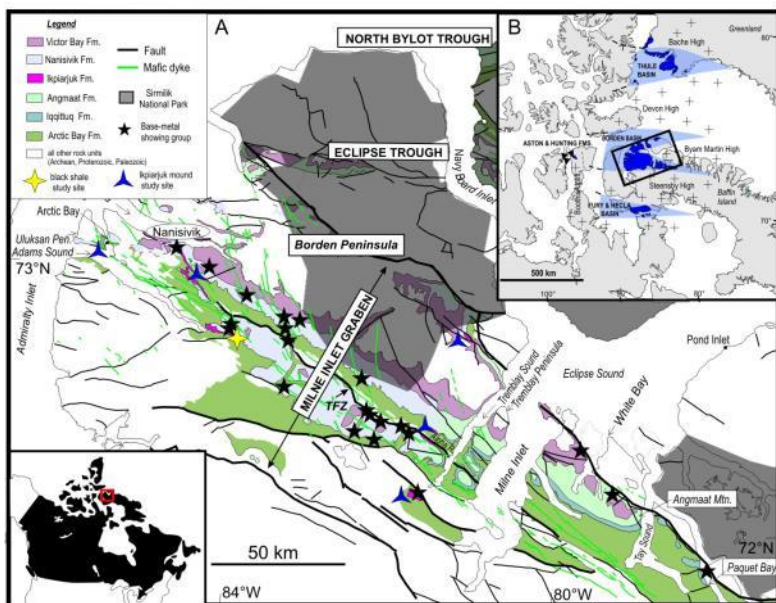 Legend
Victor Bay Fm.
Nanisivik Fm.
Ikpiarjuk Fm.
Angmaat Fm.
Iqqittuq Fm.
Arctic Bay Fm.
all other rock units
(Archean, Proterozoic, Paleozoic)
black shale
study site
Fault
Mafic dyke
Sirmilik
National Park
Base-metal
showing group
Ikpiarjuk mound
study site
A
NORTH BYLOT TROUGH
ECLIPSE TROUGH
Navy Board Inlet
Arctic Bay
Uluksan Pen.
Adams Sound
Nanisivik
73°N
Admiralty Inlet
Borden Peninsula
MILNE INLET GRABEN
TFZ
Tremblay Sound
Tremblay Peninsula
Milne Inlet
Eclipse Sound
White Bay
Pond Inlet
Angmaat Mtn.
Tay Sound
72°N
Paquet Bay
50 km
84°W
80°W
B
Greenland
80°
Bache High
THULE
BASIN
Devon High
BORDEN BASIN
ASTON & HUNTING FMS
Byam Martin High
Steensby High
Baffin
Island
FURY & HECLA
BASIN
70°
500 km
100°
80°